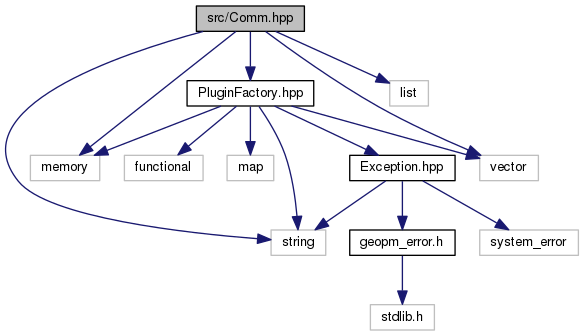 src/Comm.hpp
PluginFactory.hpp
list
memory
functional
map
Exception.hpp
vector
string
geopm_error.h
system_error
stdlib.h